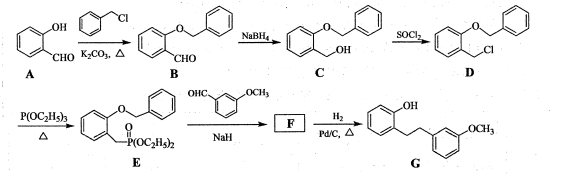 OH
CHO
A
Cl
K₂CO₃, △
O
CHO
B
NaBH₄
O
OH
C
SOCl₂
O
Cl
D
P(OC₂H₅)₃
△
O
O
P(OC₂H₅)₂
E
OHC
OCH₃
NaH
F
H₂
Pd/C, △
OH
OCH₃
G